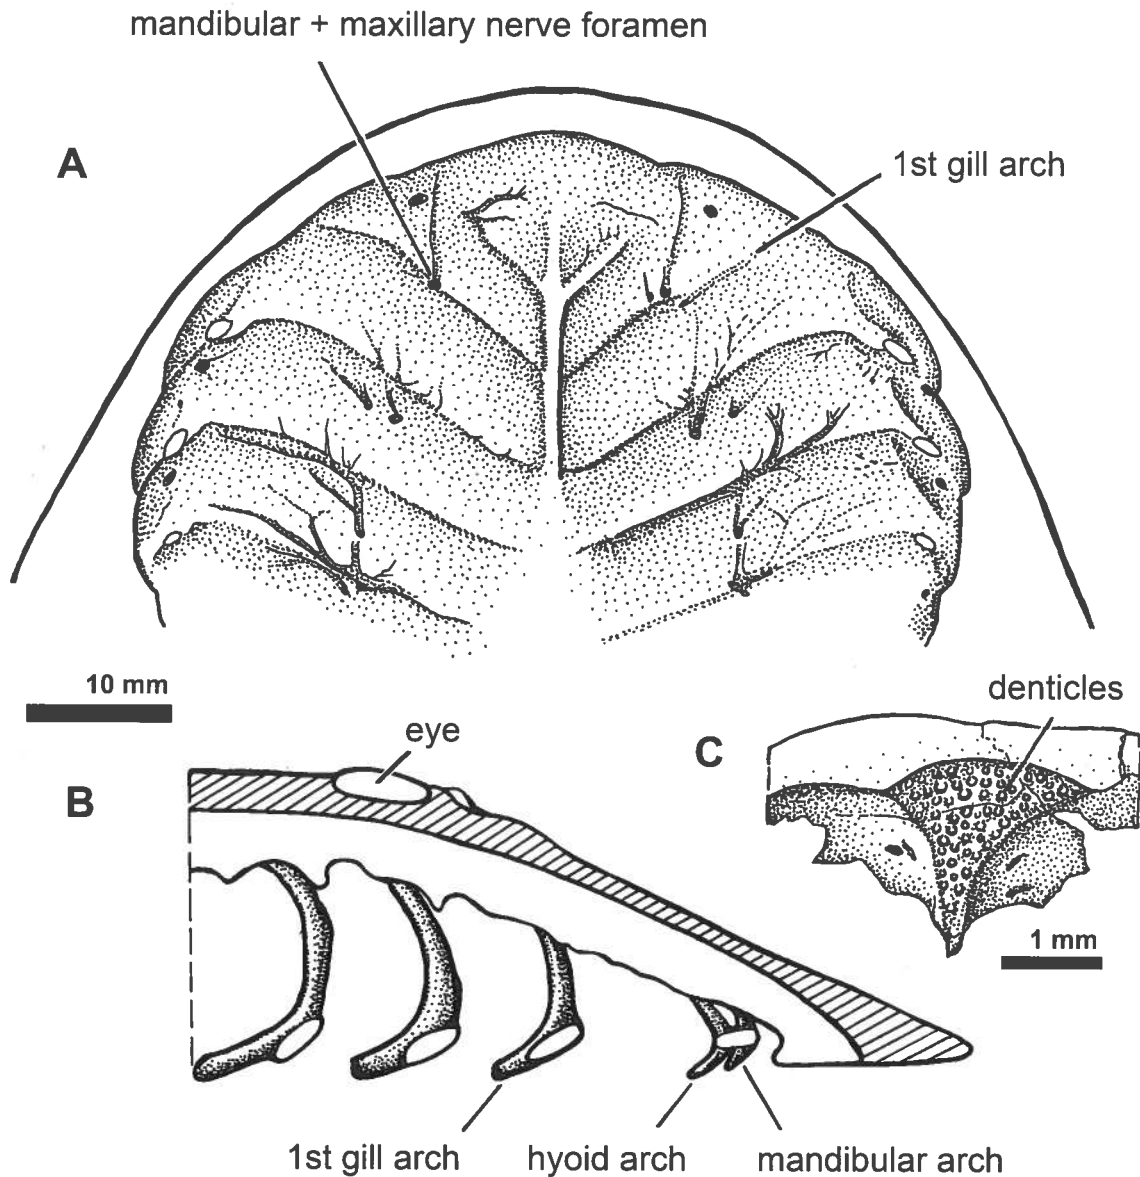 mandibular + maxillary nerve foramen
A
1st gill arch
10 mm
denticles
C
eye
B
1 mm
1st gill arch
hyoid arch
mandibular arch